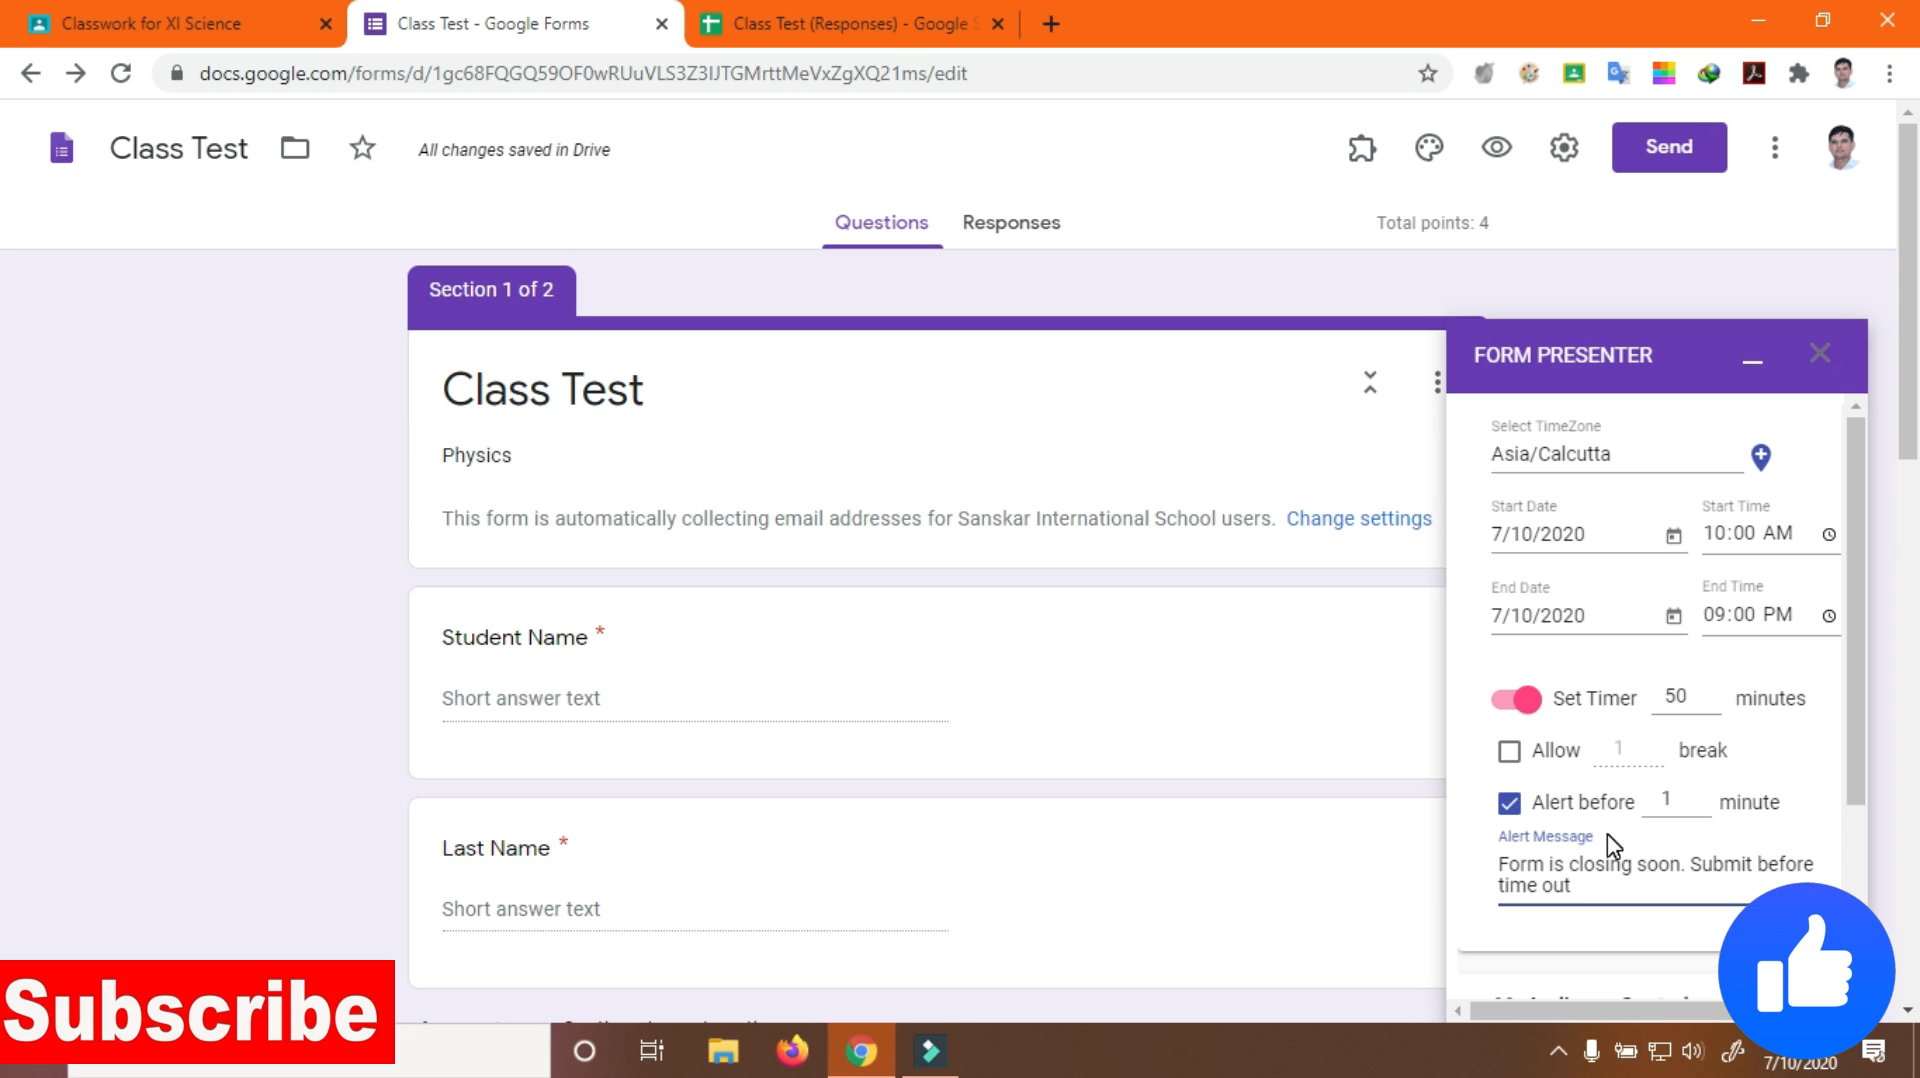 Classwork for XI Science
Class Test - Google Forms
Class Test (Responses) - Google S
docs.google.com/forms/d/1gc68FQGQ59OF0wRUuVLS3Z3IJTGMrttMeVxZgXQ21ms/edit
Class Test
All changes saved in Drive
Send
Questions
Responses
Total points: 4
Section 1 of 2
Class Test
Physics
This form is automatically collecting email addresses for Sanskar International School users. Change settings
Student Name *
Short answer text
Last Name *
Short answer text
FORM PRESENTER
Select TimeZone
Asia/Calcutta
Start Date
Start Time
7/10/2020
10:00 AM
End Date
End Time
7/10/2020
09:00 PM
Set Timer 50 minutes
Allow 1 break
Alert before 1 minute
Alert Message
Form is closing soon. Submit before
time out
Subscribe
7/10/2020